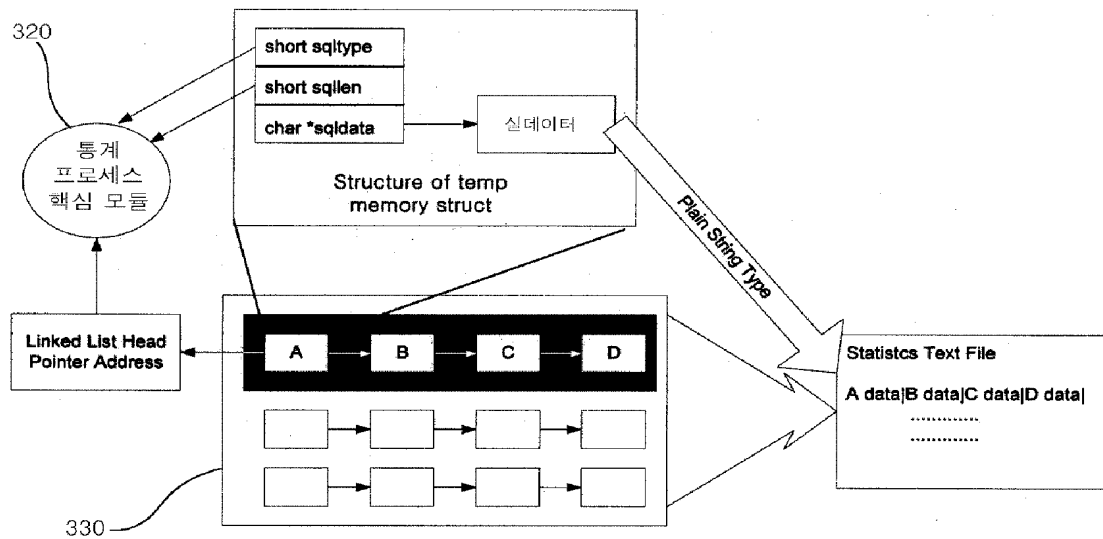 320
short sqltype
short sqllen
char *sqldata
실데이터
Structure of temp
memory struct
통계
프로세스
핵심 모듈
Plain String Type
Linked List Head
Pointer Address
A
B
C
D
Statistcs Text File
A data|B data|C data|D data|
.............
.............
330